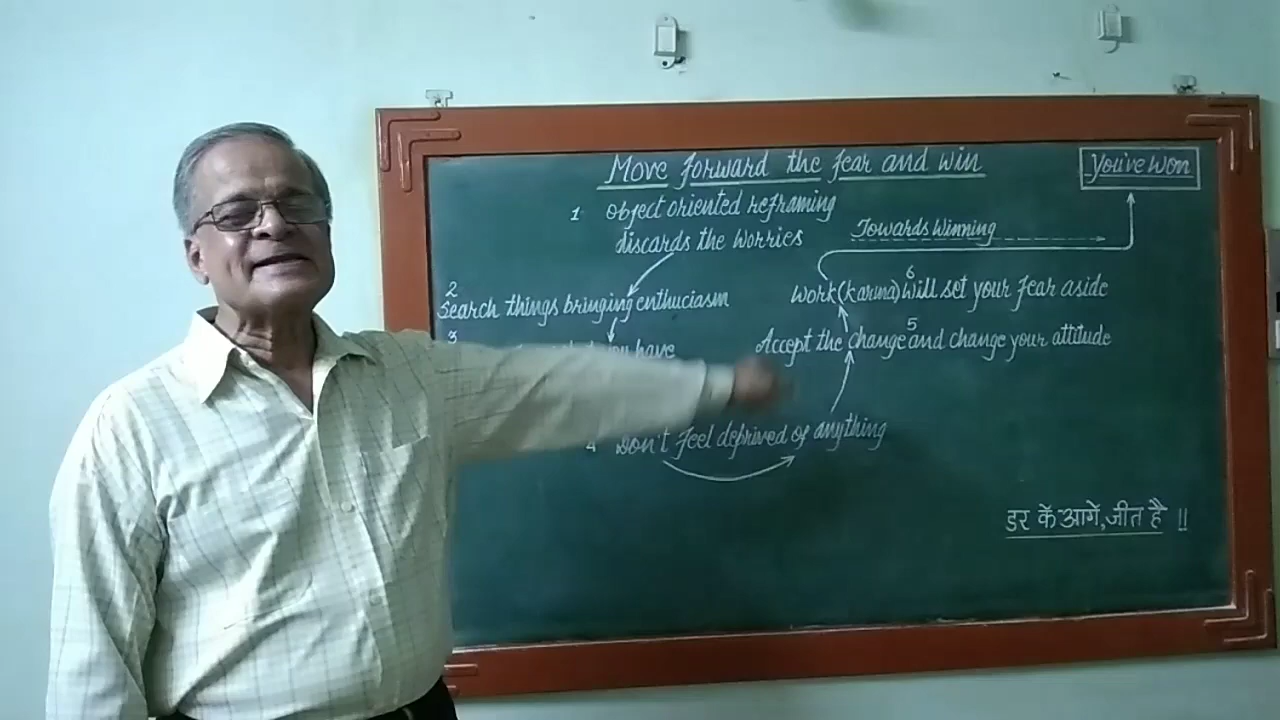 Move forward the fear and win
You've won
1 Object oriented reframing
discards the worries
Towards Winning
2
Search things bringing enthuciasm
6
Work (karma) will set your fear aside
3
you have
5
Accept the change and change your attitude
4 Don't feel deprived of anything
डर के आगे, जीत है !!